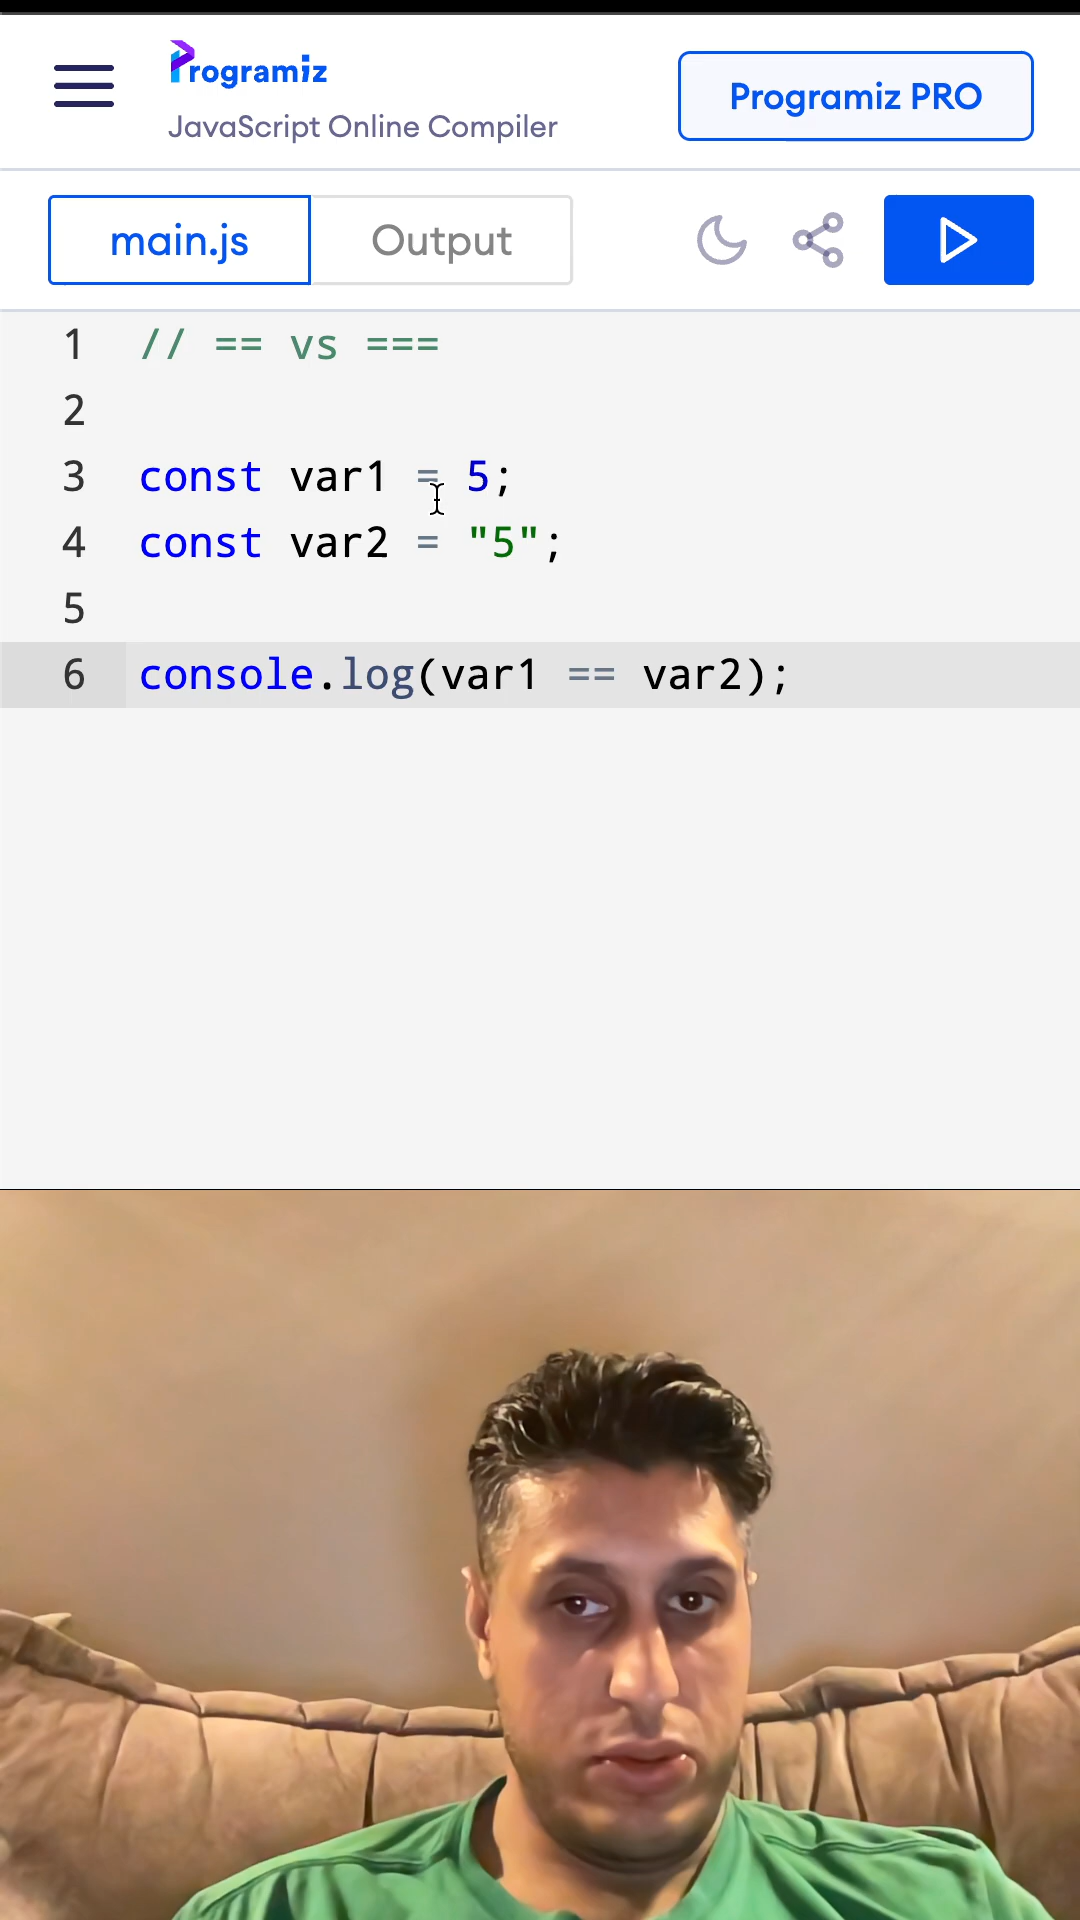 Programiz
JavaScript Online Compiler
Programiz PRO
main.js
Output
1 // == vs ===
2
3 const var1 = 5;
4 const var2 = "5";
5
6 console.log(var1 == var2);